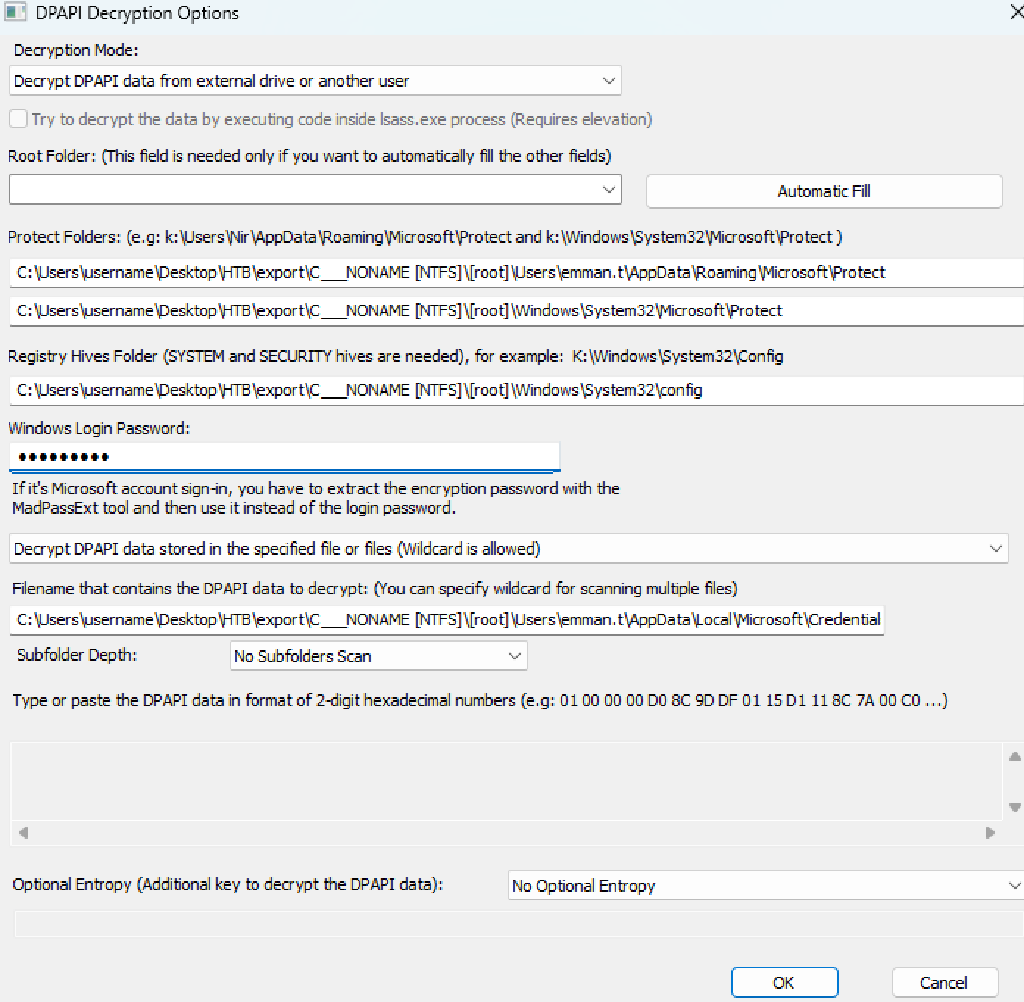 DPAPI Decryption Options
Decryption Mode:
Decrypt DPAPI data from external drive or another user
Try to decrypt the data by executing code inside lsass.exe process (Requires elevation)
Root Folder: (This field is needed only if you want to automatically fill the other fields)
Automatic Fill
Protect Folders: (e.g: k:\Users\Nir\AppData\Roaming\Microsoft\Protect and k:\Windows\System32\Microsoft\Protect )
C:\Users\username\Desktop\HTB\export\C___NONAME [NTFS]\[root]\Users\emman.t\AppData\Roaming\Microsoft\Protect
C:\Users\username\Desktop\HTB\export\C___NONAME [NTFS]\[root]\Windows\System32\Microsoft\Protect
Registry Hives Folder (SYSTEM and SECURITY hives are needed), for example:  K:\Windows\System32\Config
C:\Users\username\Desktop\HTB\export\C___NONAME [NTFS]\[root]\Windows\System32\config
Windows Login Password:
●●●●●●●●●
If it's Microsoft account sign-in, you have to extract the encryption password with the
MadPassExt tool and then use it instead of the login password.
Decrypt DPAPI data stored in the specified file or files (Wildcard is allowed)
Filename that contains the DPAPI data to decrypt: (You can specify wildcard for scanning multiple files)
C:\Users\username\Desktop\HTB\export\C___NONAME [NTFS]\[root]\Users\emman.t\AppData\Local\Microsoft\Credential
Subfolder Depth:
No Subfolders Scan
Type or paste the DPAPI data in format of 2-digit hexadecimal numbers (e.g: 01 00 00 00 D0 8C 9D DF 01 15 D1 11 8C 7A 00 C0 ...)
Optional Entropy (Additional key to decrypt the DPAPI data):
No Optional Entropy
OK
Cancel